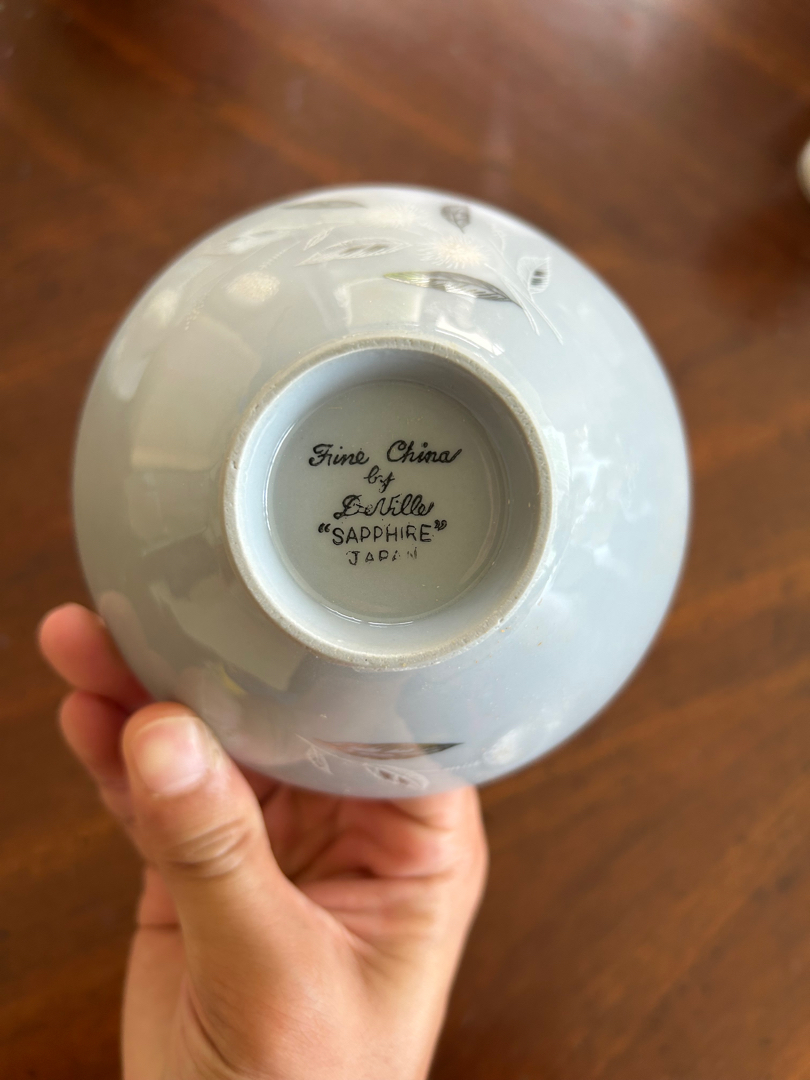 Fine China
by
DeVille
“SAPPHIRE”
JAPAN